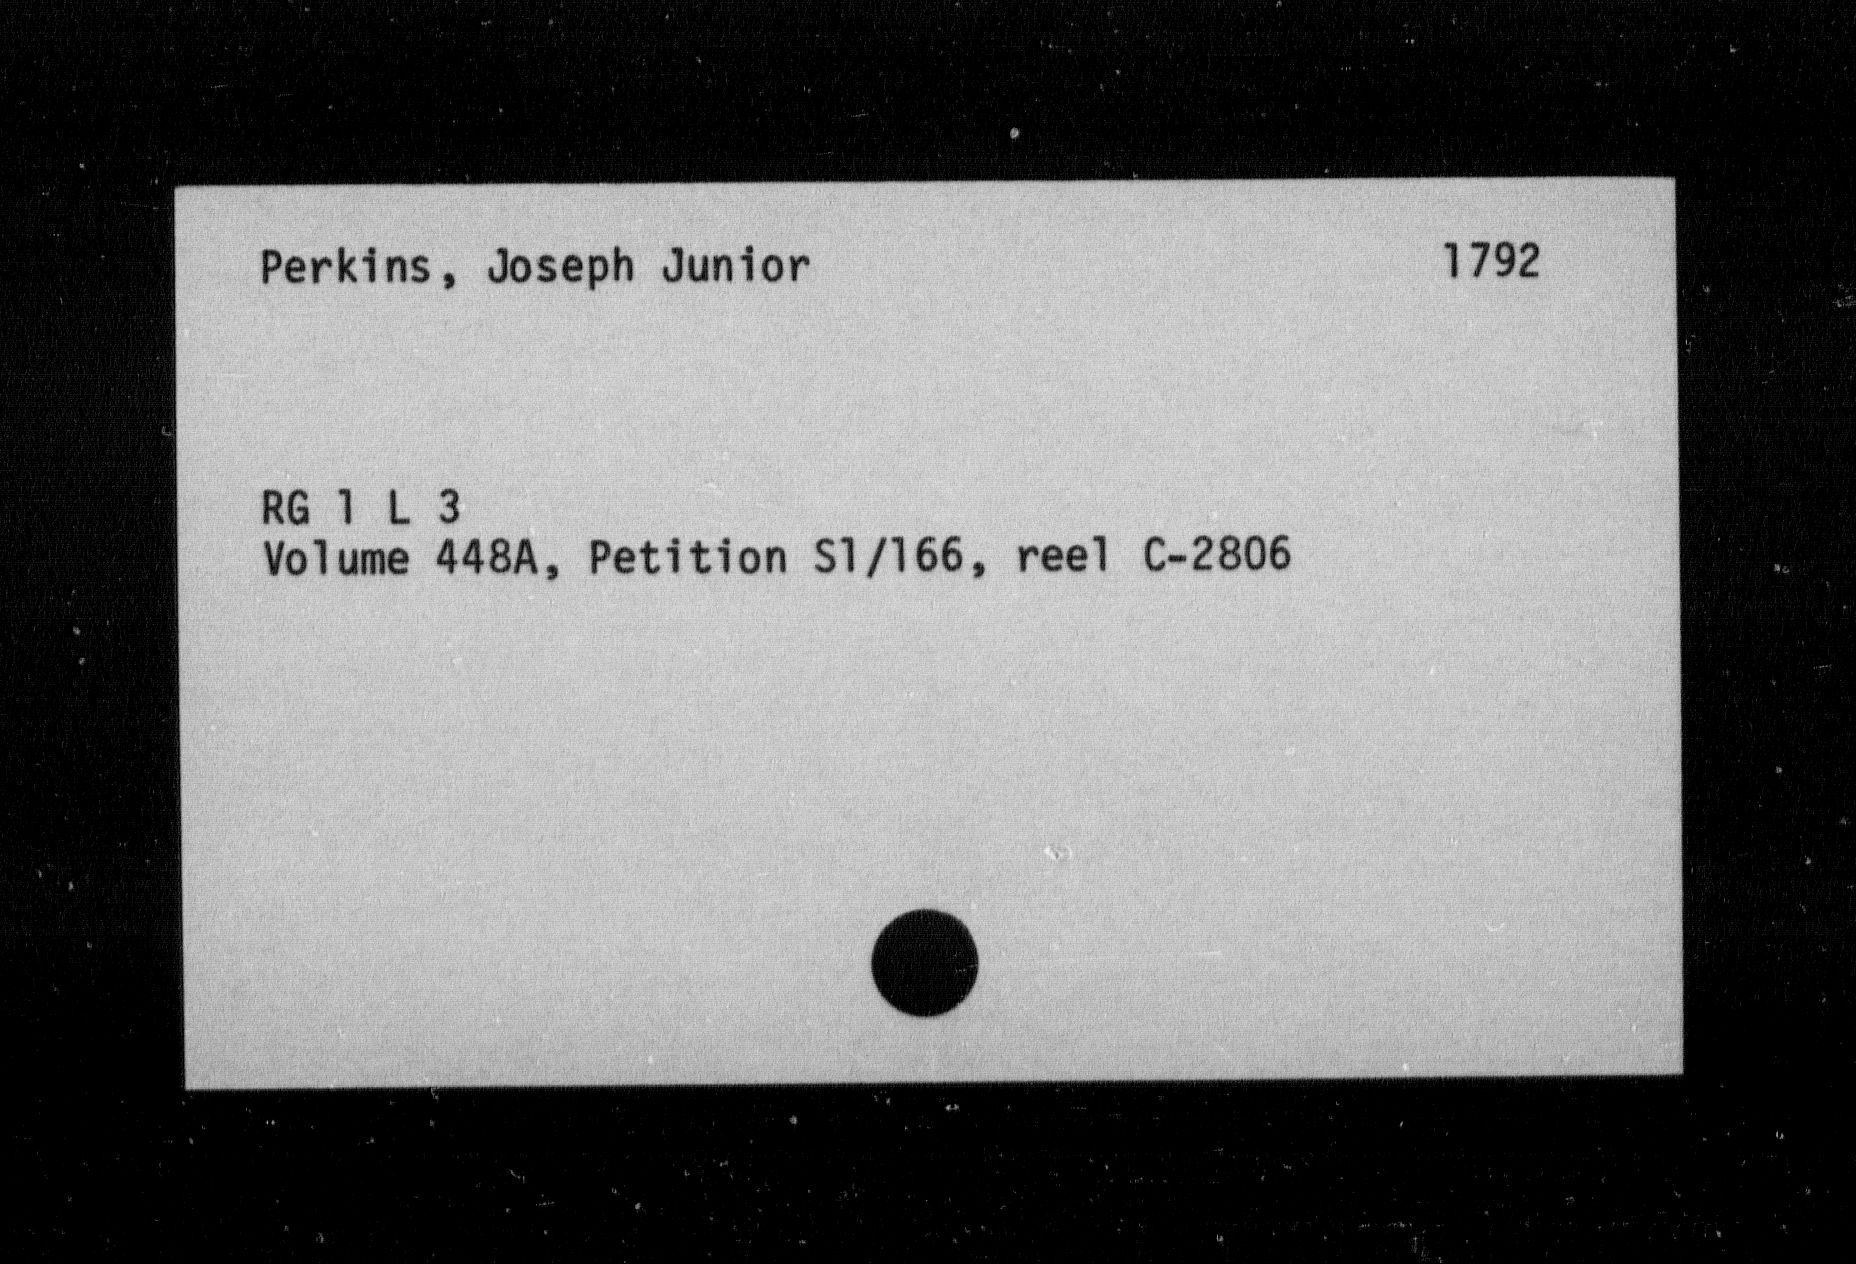 Perkins, Joseph Junior 1792
RG 1 L 3
Volume 448A, Petition S1/166, reel C-2806